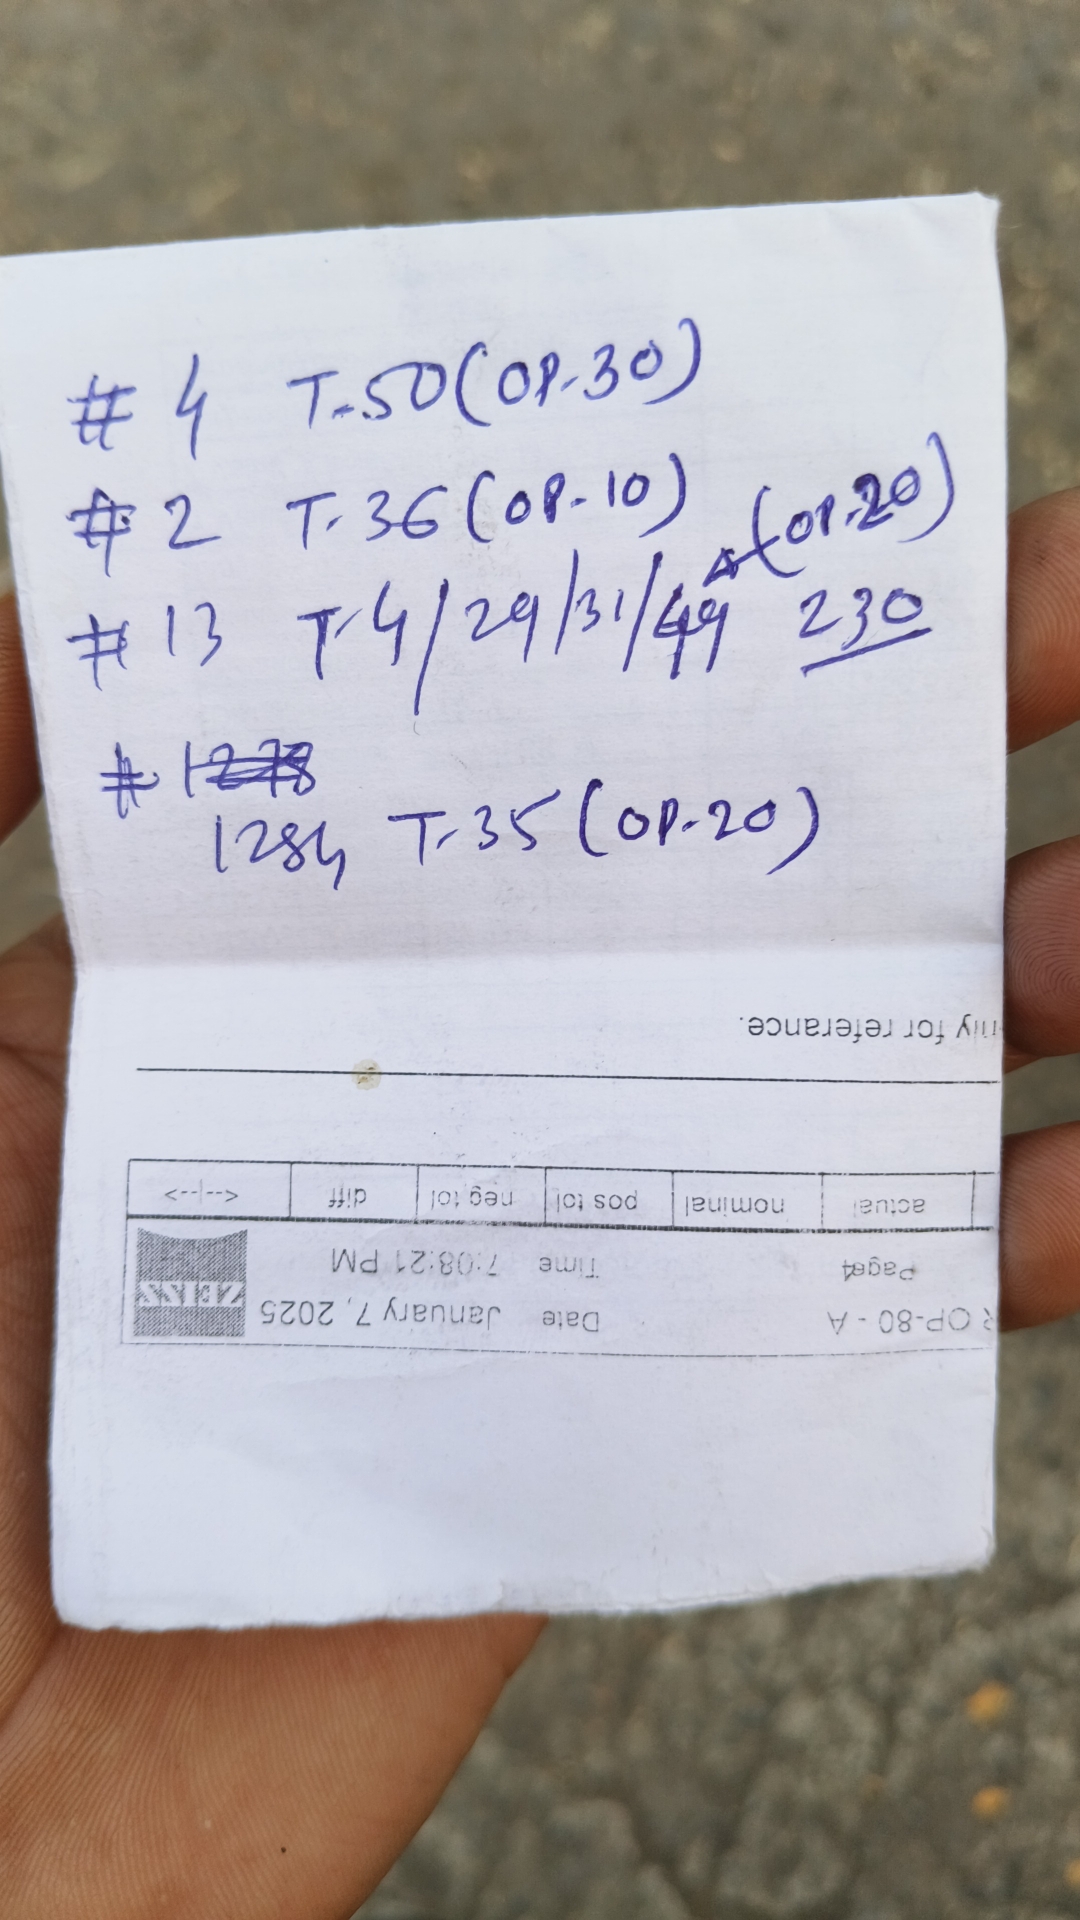 # 4 T-50 (OP-30)
# 2 T-36 (OP-10)
(OP-20)
# 13 T-4/29/31/49 230
# 1278
1284 T-35 (OP-20)
OP-80 - A Date January 7, 2025
Page4 Time 7:08:21 PM
ZEISS
actual nominal pos tol neg tol diff <--|-->
for referance.